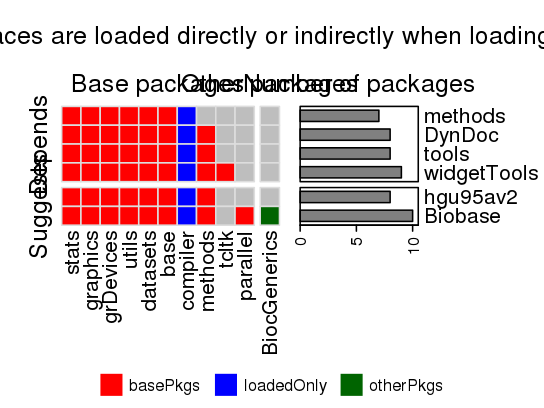 aces are loaded directly or indirectly when loading
Base packages
Other packages
Number of packages
Depends
methods
DynDoc
tools
widgetTools
Suggests
hgu95av2
Biobase
stats
graphics
grDevices
utils
datasets
base
compiler
methods
tcltk
parallel
BiocGenerics
0
5
10
basePkgs
loadedOnly
otherPkgs